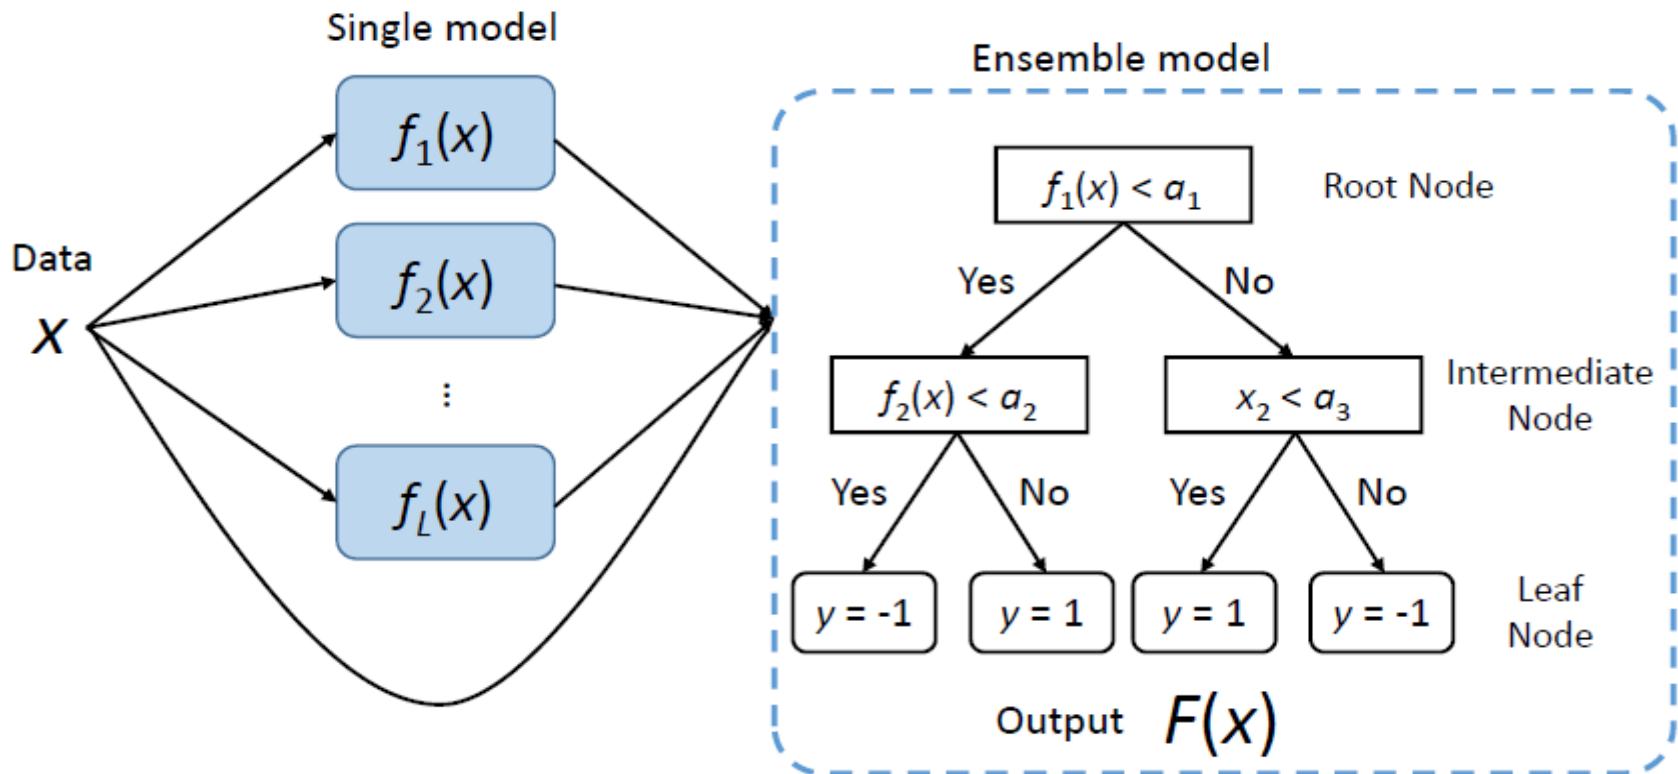 Single model
f₁(x)
f₂(x)
⋮
f_L(x)
Data
x
Ensemble model
f₁(x) < a₁
Root Node
Yes
No
f₂(x) < a₂
x₂ < a₃
Intermediate
Node
Yes
No
Yes
No
y = -1
y = 1
y = 1
y = -1
Leaf
Node
Output F(x)